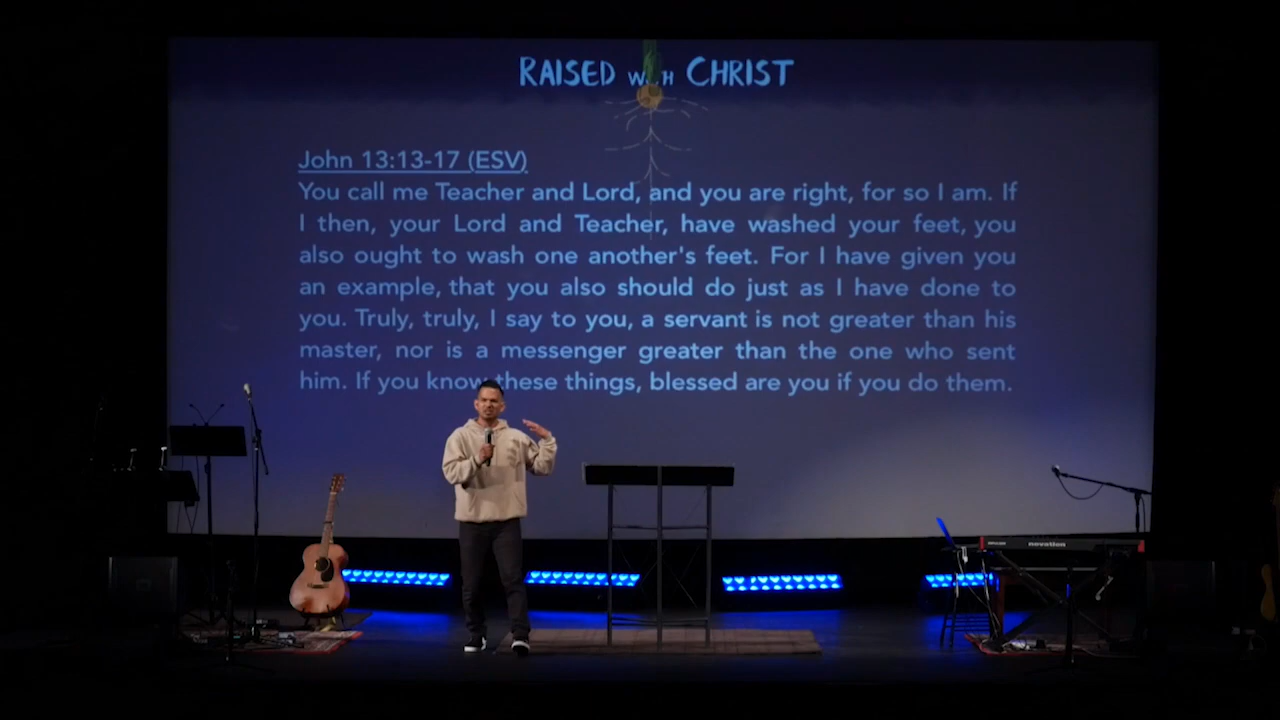 RAISED WITH CHRIST
John 13:13-17 (ESV)
You call me Teacher and Lord, and you are right, for so I am. If
I then, your Lord and Teacher, have washed your feet, you
also ought to wash one another's feet. For I have given you
an example, that you also should do just as I have done to
you. Truly, truly, I say to you, a servant is not greater than his
master, nor is a messenger greater than the one who sent
him. If you know these things, blessed are you if you do them.
novation